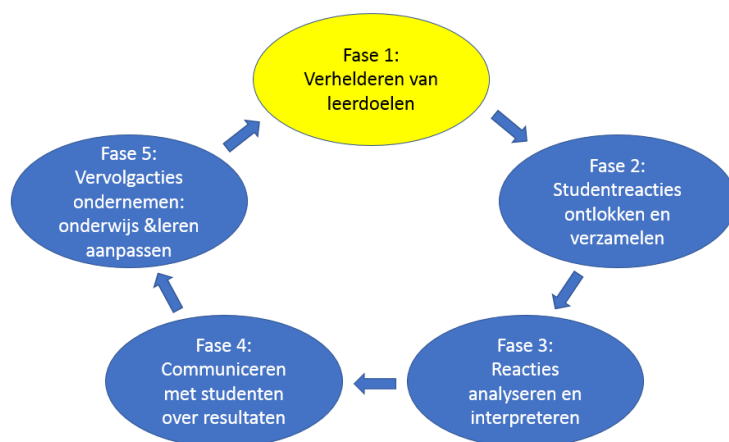 Fase 1:
Verhelderen van
leerdoelen
Fase 2:
Studentreacties
ontlokken en
verzamelen
Fase 3:
Reacties
analyseren en
interpreteren
Fase 4:
Communiceren
met studenten
over resultaten
Fase 5:
Vervolgacties
ondernemen:
onderwijs &leren
aanpassen